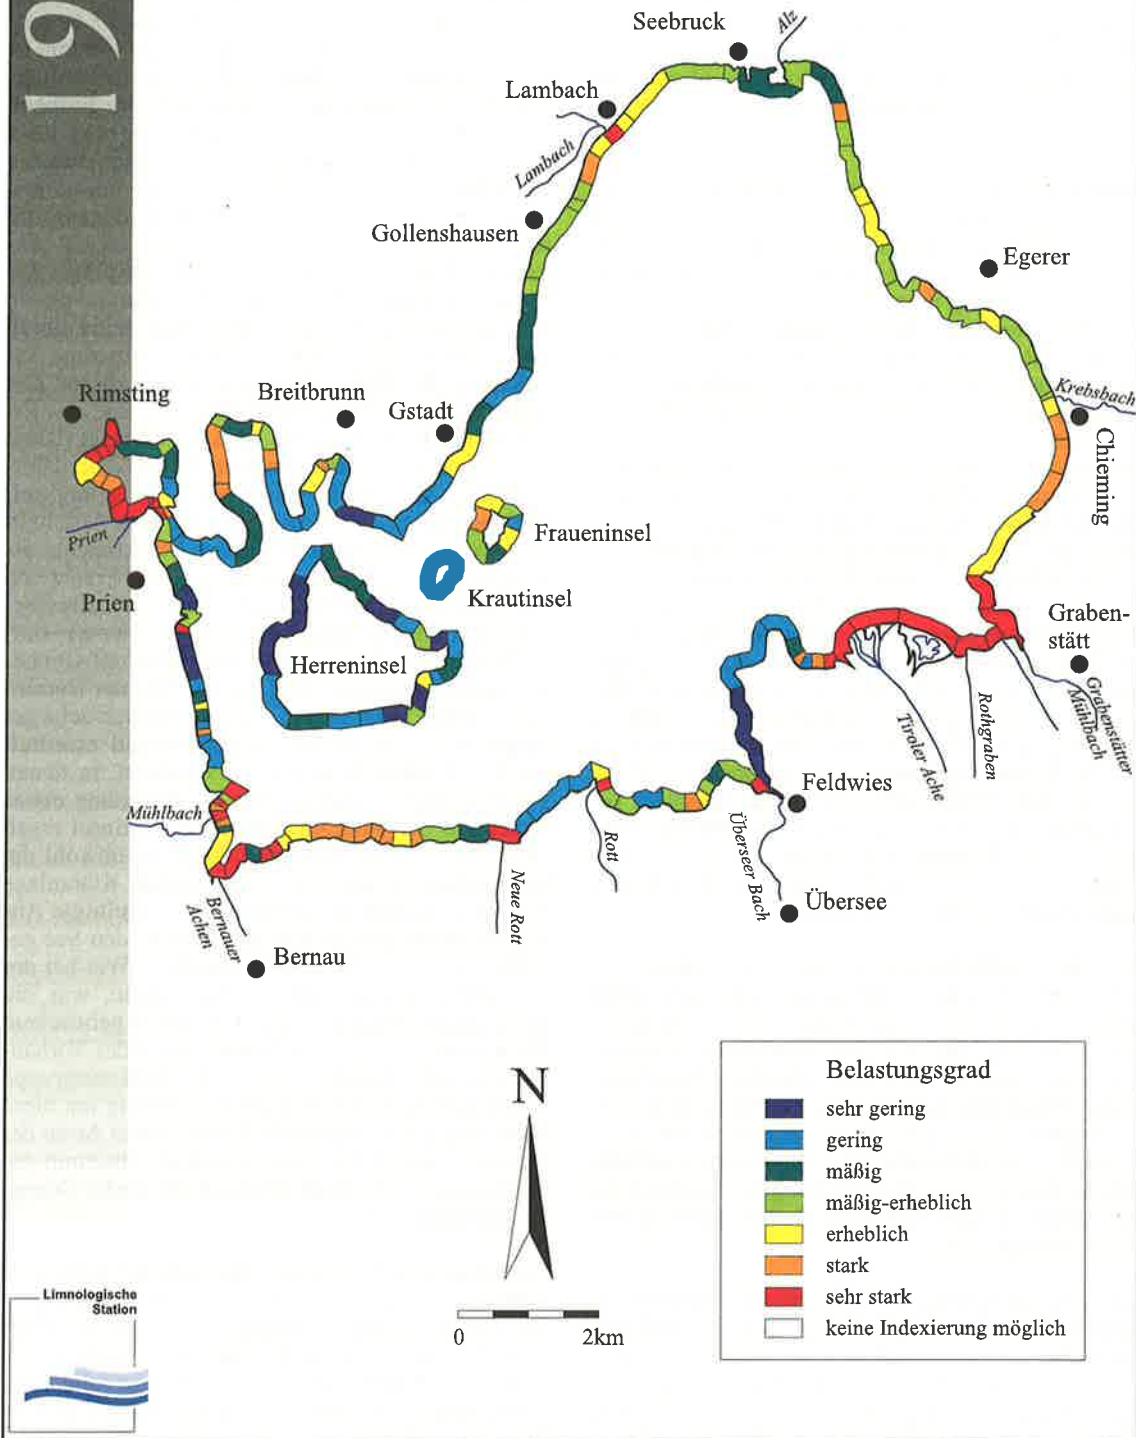 19
Seebruck
Alz
Lambach
Lambach
Gollenshausen
Egerer
Rimsting
Breitbrunn
Gstadt
Krebsbach
Chieming
Prien
Fraueninsel
Prien
Krautinsel
Graben-
stätt
Herreninsel
Grabenstätter
Mühlbach
Rothgraben
Tiroler Ache
Feldwies
Mühlbach
Rott
Überseer Bach
Neue Rott
Übersee
Bernauer
Achen
Bernau
N
0 2km
Belastungsgrad
sehr gering
gering
mäßig
mäßig-erheblich
erheblich
stark
sehr stark
keine Indexierung möglich
Limnologische
Station